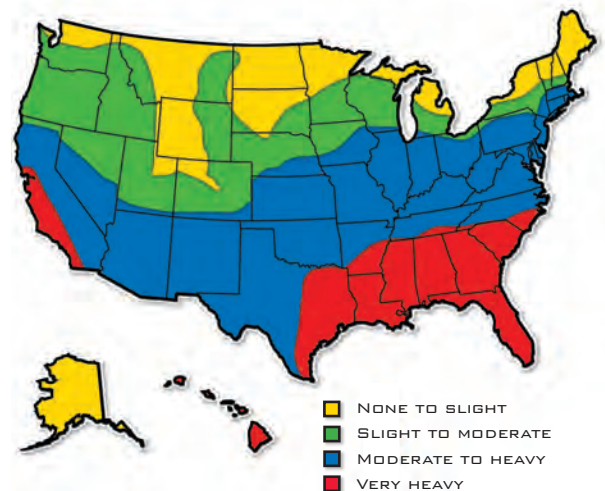 NONE TO SLIGHT
SLIGHT TO MODERATE
MODERATE TO HEAVY
VERY HEAVY